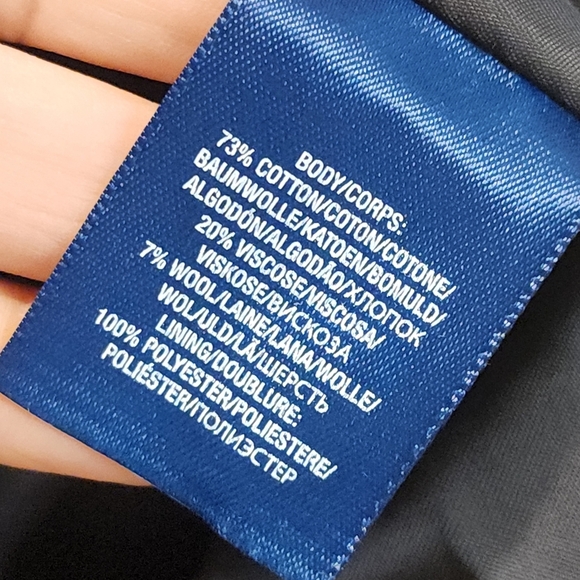 BODY/CORPS:
73% COTTON/COTON/COTONE/
BAUMWOLLE/KATOEN/BOMULD/
ALGODÓN/ALGODÃO/ХЛОПОК
20% VISCOSE/VISCOSA/
VISKOSE/ВИСКОЗА
7% WOOL/LAINE/LANA/WOLLE/
WOL/ULD/LÃ/ШЕРСТЬ
LINING/DOUBLURE:
100% POLYESTER/POLIESTERE/
POLIÉSTER/ПОЛИЭСТЕР